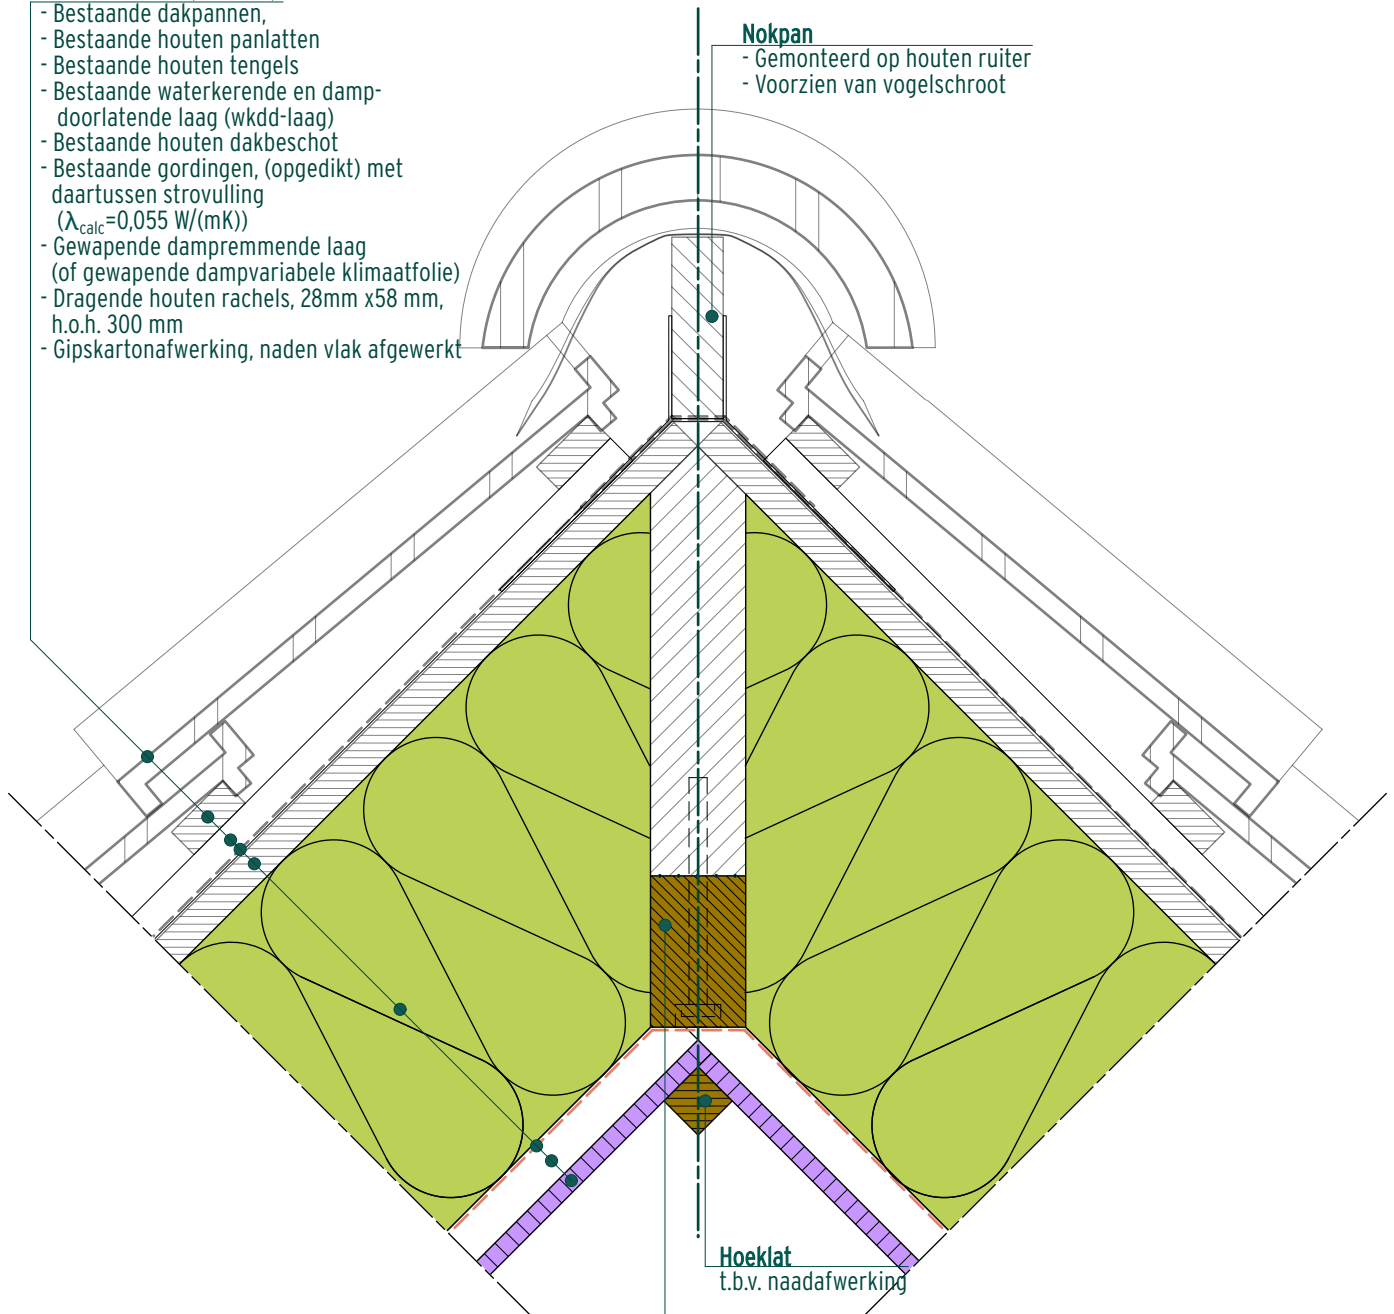 - Bestaande dakpannen,
- Bestaande houten panlatten
- Bestaande houten tengels
- Bestaande waterkerende en damp-
doorlatende laag (wkdd-laag)
- Bestaande houten dakbeschot
- Bestaande gordingen, (opgedikt) met
daartussen strovulling
(λcalc=0,055 W/(mK))
- Gewapende dampremmende laag
(of gewapende dampvariabele klimaatfolie)
- Dragende houten rachels, 28mm x58 mm,
h.o.h. 300 mm
- Gipskartonafwerking, naden vlak afgewerkt
Nokpan
- Gemonteerd op houten ruiter
- Voorzien van vogelschroot
Hoeklat
t.b.v. naadafwerking